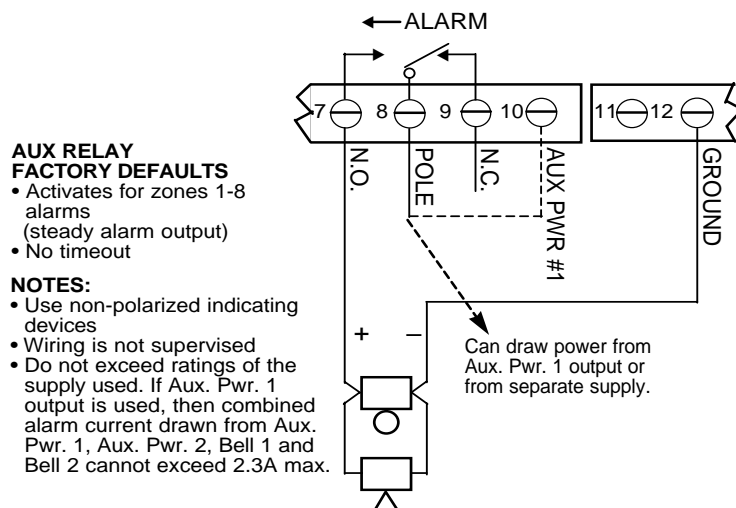 ALARM
7 8 9 10 11 12
N.O.
POLE
N.C.
AUX PWR #1
GROUND
AUX RELAY
FACTORY DEFAULTS
• Activates for zones 1-8
alarms
(steady alarm output)
• No timeout
NOTES:
• Use non-polarized indicating
devices
• Wiring is not supervised
• Do not exceed ratings of the
supply used. If Aux. Pwr. 1
output is used, then combined
alarm current drawn from Aux.
Pwr. 1, Aux. Pwr. 2, Bell 1 and
Bell 2 cannot exceed 2.3A max.
+ –
Can draw power from
Aux. Pwr. 1 output or
from separate supply.